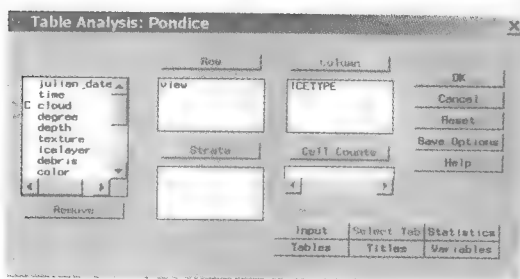 Table Analysis: Pondice X
Row
Column
julian_date
time
C cloud
degree
depth
texture
icelayer
debris
color
view
ICETYPE
OK
Cancel
Reset
Save Options
Help
Strata
Cell Counts
Remove
Input
Select Tab
Statistics
Tables
Titles
Variables